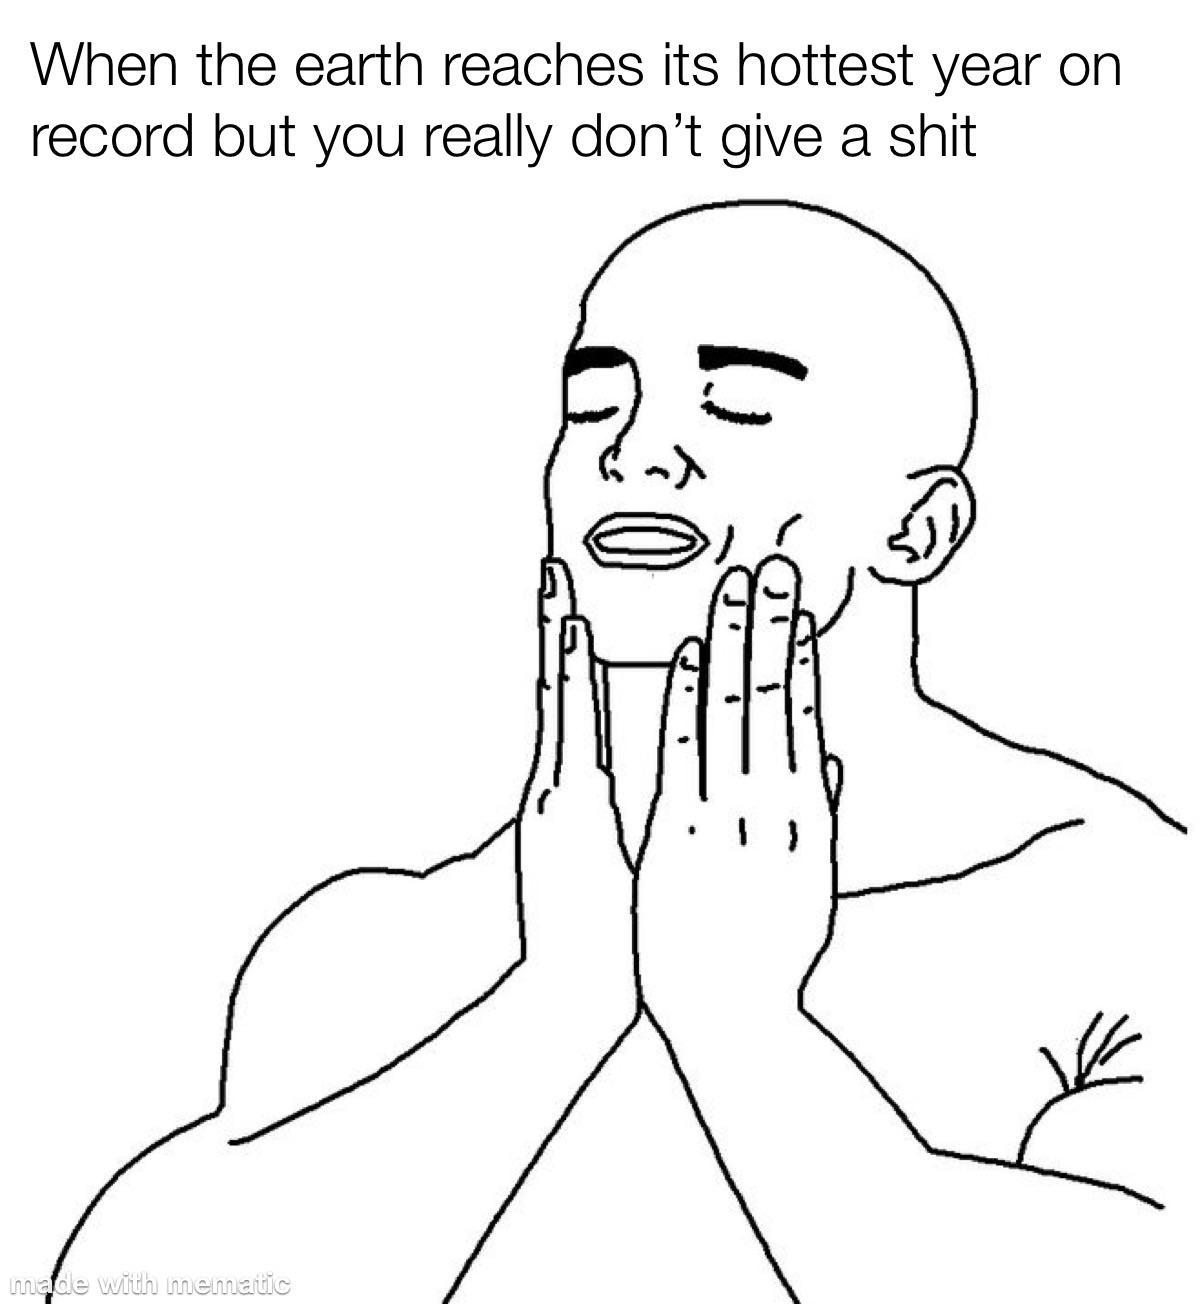 When the earth reaches its hottest year on
record but you really don’t give a shit
made with mematic